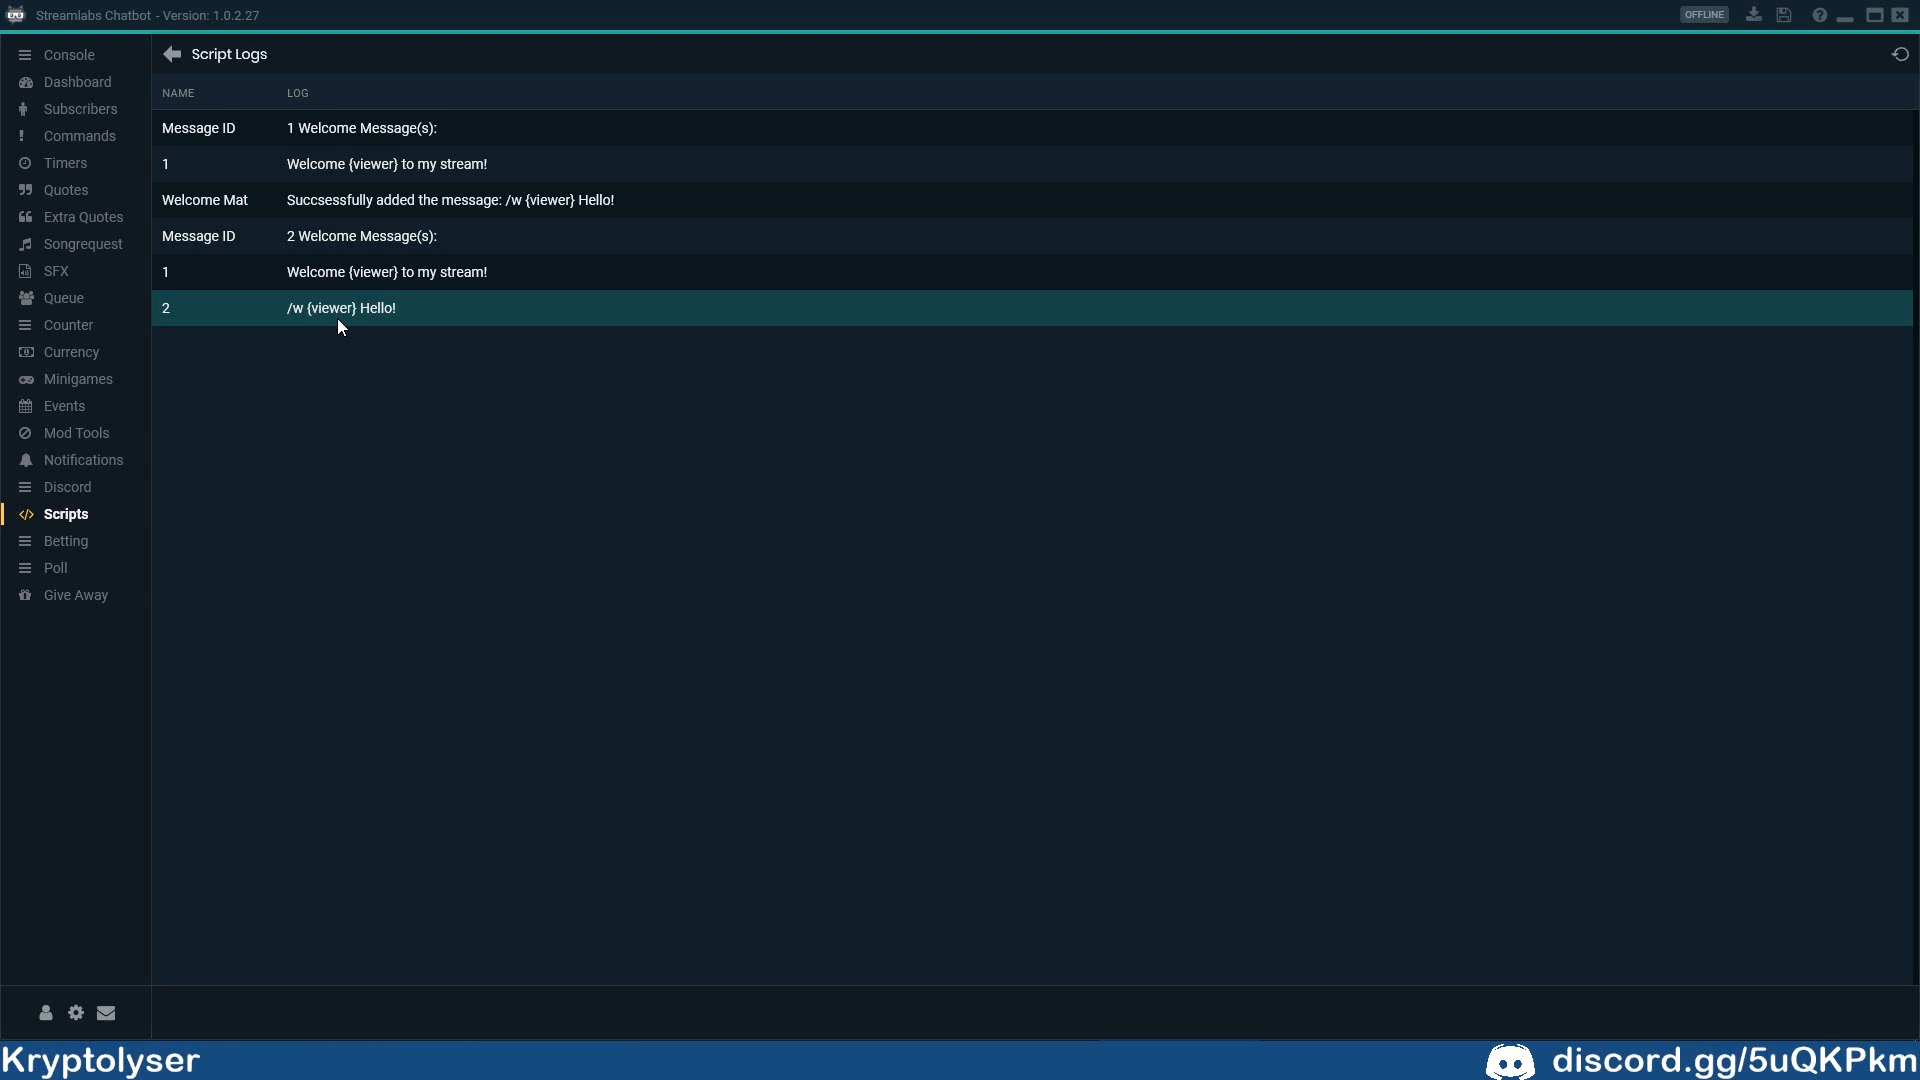 Streamlabs Chatbot - Version: 1.0.2.27
OFFLINE
Console
Dashboard
Subscribers
Commands
Timers
Quotes
Extra Quotes
Songrequest
SFX
Queue
Counter
Currency
Minigames
Events
Mod Tools
Notifications
Discord
Scripts
Betting
Poll
Give Away
Script Logs
NAME LOG
Message ID 1 Welcome Message(s):
1 Welcome {viewer} to my stream!
Welcome Mat Succsessfully added the message: /w {viewer} Hello!
Message ID 2 Welcome Message(s):
1 Welcome {viewer} to my stream!
2 /w {viewer} Hello!
Kryptolyser
discord.gg/5uQKPkm